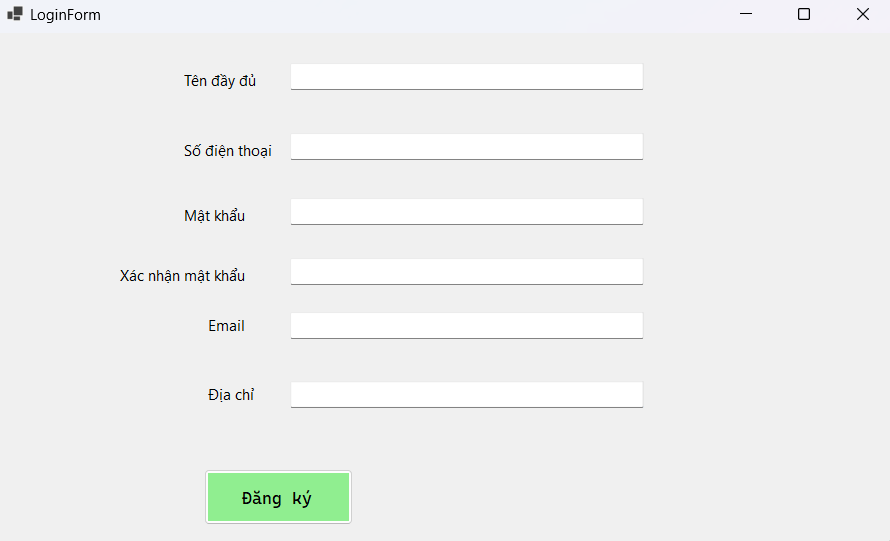 LoginForm
Tên đầy đủ
Số điện thoại
Mật khẩu
Xác nhận mật khẩu
Email
Địa chỉ
Đăng ký